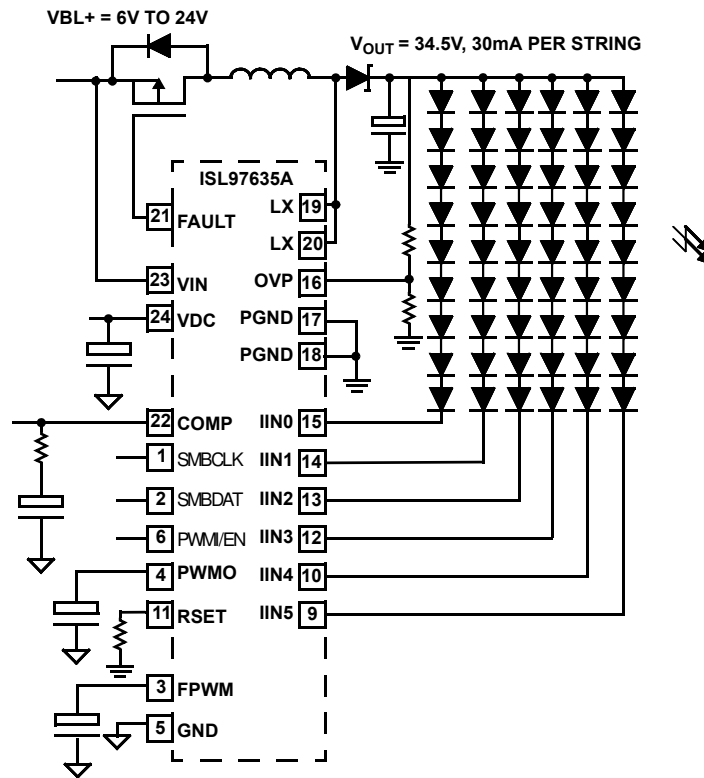 VBL+ = 6V TO 24V
VOUT = 34.5V, 30mA PER STRING
ISL97635A
LX 19
21 FAULT
LX 20
23 VIN
OVP 16
24 VDC
PGND 17
PGND 18
22 COMP
IIN0 15
1 SMBCLK
IIN1 14
2 SMBDAT
IIN2 13
6 PWMI/EN
IIN3 12
4 PWMO
IIN4 10
11 RSET
IIN5 9
3 FPWM
5 GND